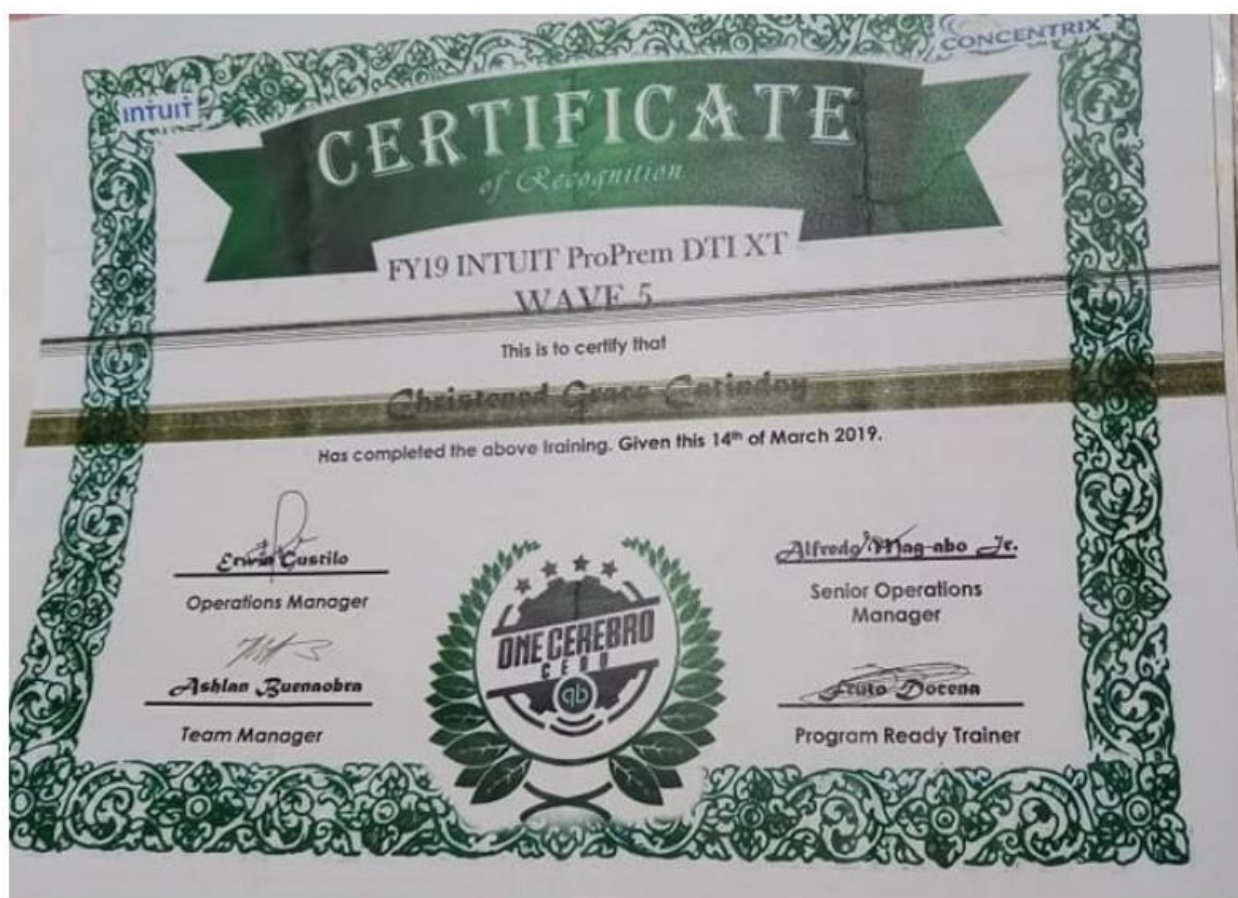 CONCENTRIX
INTUIT
CERTIFICATE
of Recognition
FY19 INTUIT ProPrem DTI XT
WAVE 5
This is to certify that
Grace
Has completed the above training. Given this 14th of March 2019.
Erwin Custilo
Operations Manager
Alfredo Mag-abo Jr.
Senior Operations
Manager
ONE CEREBRO
CEBU
qb
Ashlan Buenaobra
Team Manager
Fruto Docena
Program Ready Trainer